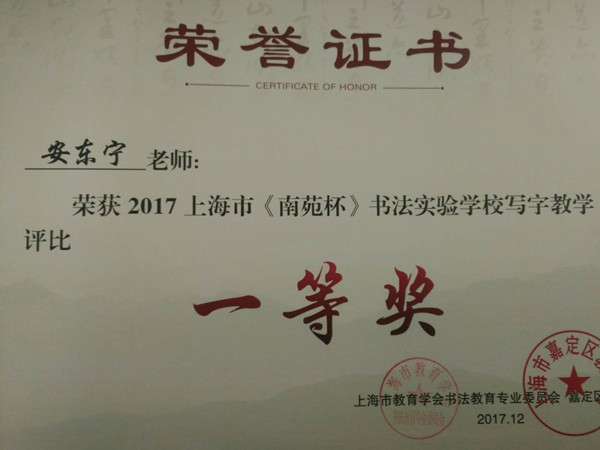 荣誉证书
CERTIFICATE OF HONOR
安东宁 老师:
荣获 2017 上海市《南苑杯》书法实验学校写字教学
评比
一等奖
上海市教育学会书法教育专业委员会 嘉定区
2017.12
上海市嘉定区
海市教育学